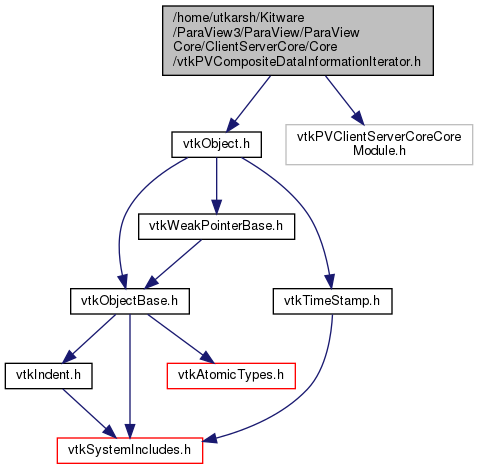 /home/utkarsh/Kitware
/ParaView3/ParaView/ParaView
Core/ClientServerCore/Core
/vtkPVCompositeDataInformationIterator.h
vtkObject.h
vtkPVClientServerCoreCore
Module.h
vtkWeakPointerBase.h
vtkObjectBase.h
vtkTimeStamp.h
vtkIndent.h
vtkAtomicTypes.h
vtkSystemIncludes.h